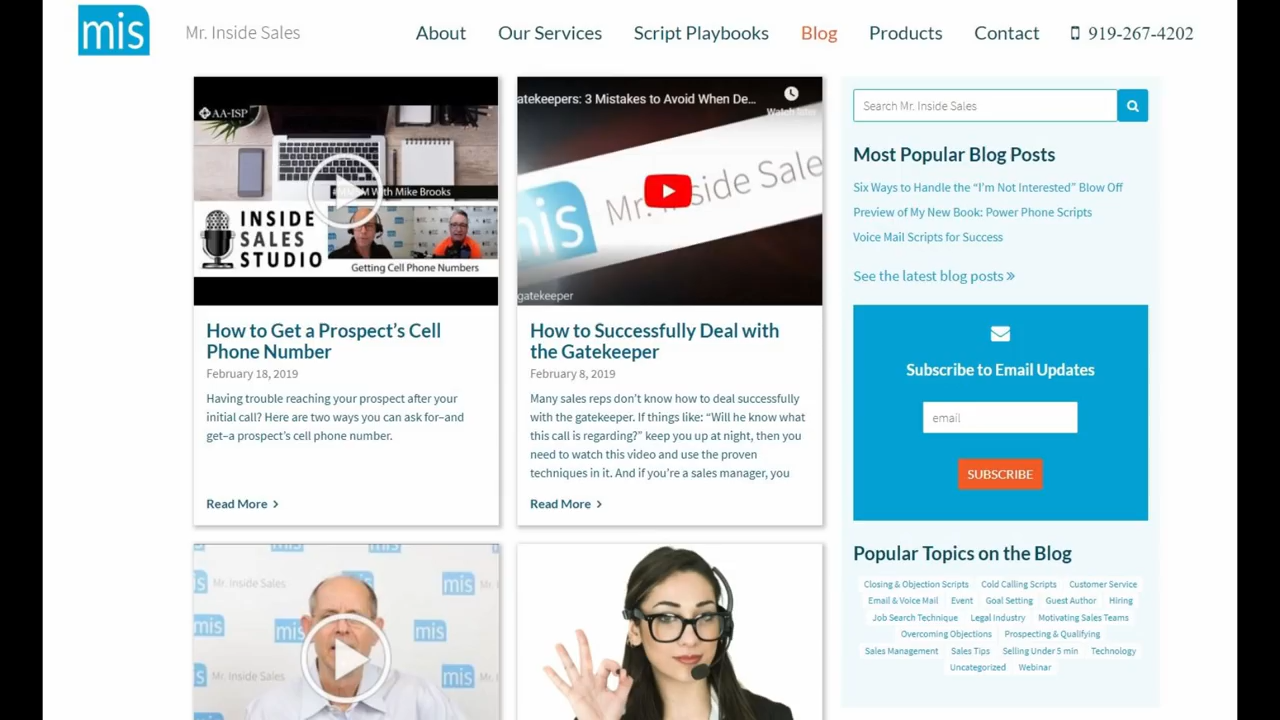 mis
Mr. Inside Sales
About
Our Services
Script Playbooks
Blog
Products
Contact
919-267-4202
AA-ISP
With Mike Brooks
INSIDE
SALES
STUDIO
Getting Cell Phone Numbers
atekeepers: 3 Mistakes to Avoid When De...
Watch later
mis
Mr. Inside Sale
gatekeeper
How to Get a Prospect's Cell
Phone Number
February 18, 2019
Having trouble reaching your prospect after your
initial call? Here are two ways you can ask for–and
get–a prospect's cell phone number.
Read More
How to Successfully Deal with
the Gatekeeper
February 8, 2019
Many sales reps don't know how to deal successfully
with the gatekeeper. If things like: “Will he know what
this call is regarding?” keep you up at night, then you
need to watch this video and use the proven
techniques in it. And if you're a sales manager, you
Read More
mis Mr. Inside Sales
mis
mis
mis
mis
mis
Search Mr. Inside Sales
Most Popular Blog Posts
Six Ways to Handle the “I'm Not Interested” Blow Off
Preview of My New Book: Power Phone Scripts
Voice Mail Scripts for Success
See the latest blog posts »
Subscribe to Email Updates
email
SUBSCRIBE
Popular Topics on the Blog
Closing & Objection Scripts Cold Calling Scripts Customer Service
Email & Voice Mail Event Goal Setting Guest Author Hiring
Job Search Technique Legal Industry Motivating Sales Teams
Overcoming Objections Prospecting & Qualifying
Sales Management Sales Tips Selling Under 5 min Technology
Uncategorized Webinar